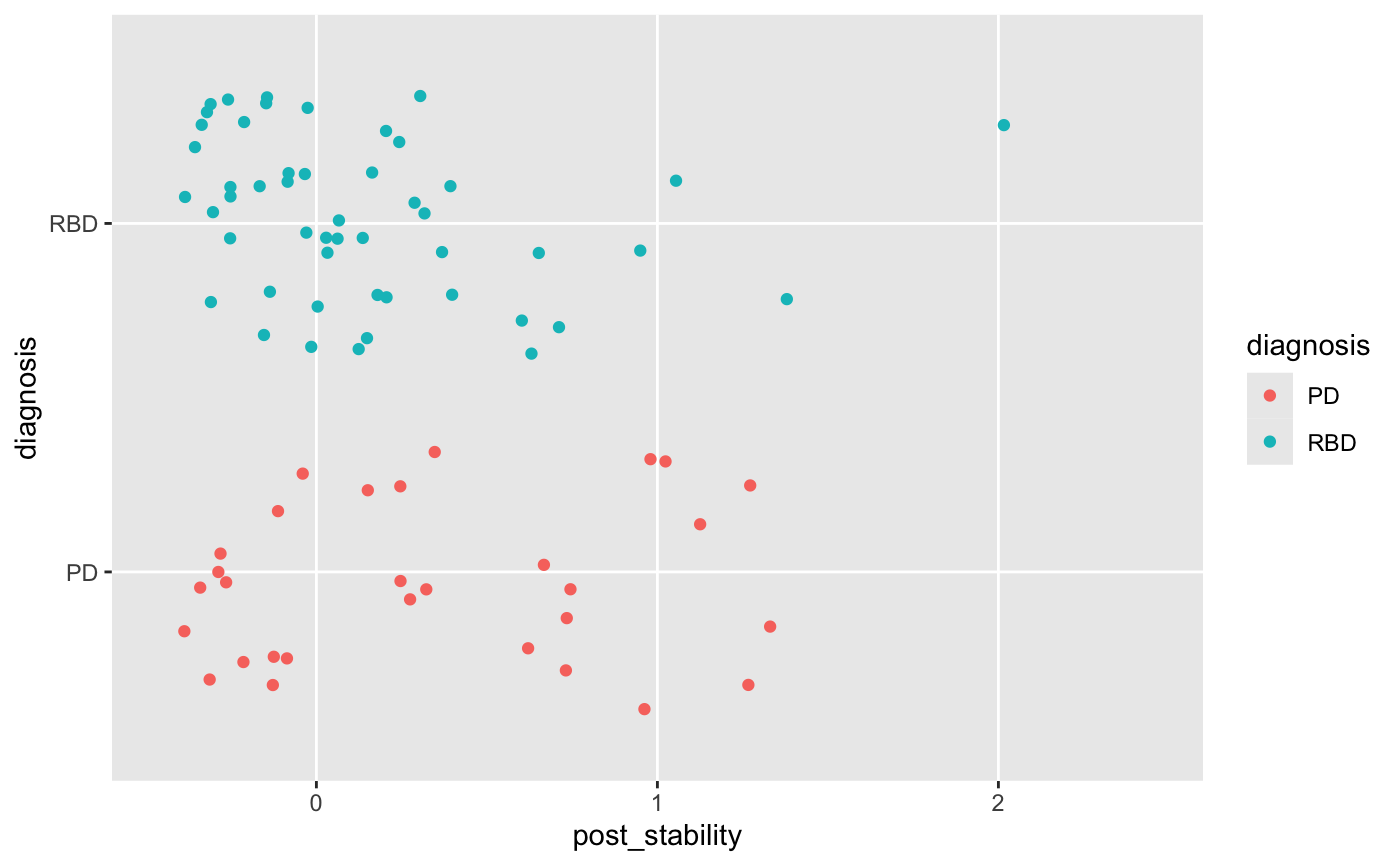 RBD
PD
diagnosis
0 1 2
post_stability
diagnosis
PD
RBD